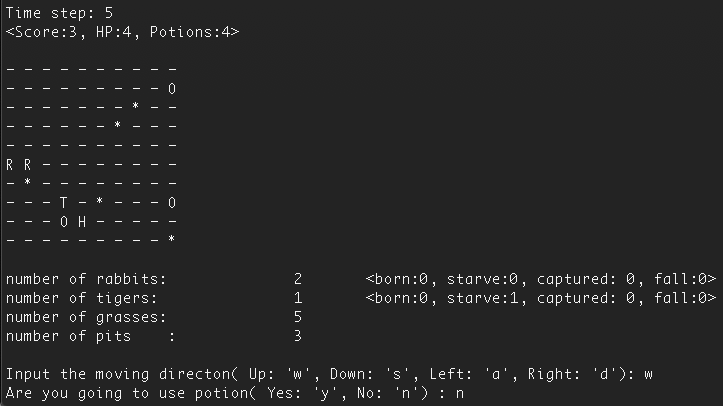 Time step: 5
<Score:3, HP:4, Potions:4>
- - - - - - - - - -
- - - - - - - - - O
- - - - - - - * - -
- - - - - - * - - -
- - - - - - - - - -
R R - - - - - - - -
- * - - - - - - - -
- - - T - * - - - O
- - - O H - - - - -
- - - - - - - - - *
number of rabbits: 2 <born:0, starve:0, captured: 0, fall:0>
number of tigers: 1 <born:0, starve:1, captured: 0, fall:0>
number of grasses: 5
number of pits : 3
Input the moving directon( Up: 'w', Down: 's', Left: 'a', Right: 'd'): w
Are you going to use potion( Yes: 'y', No: 'n') : n